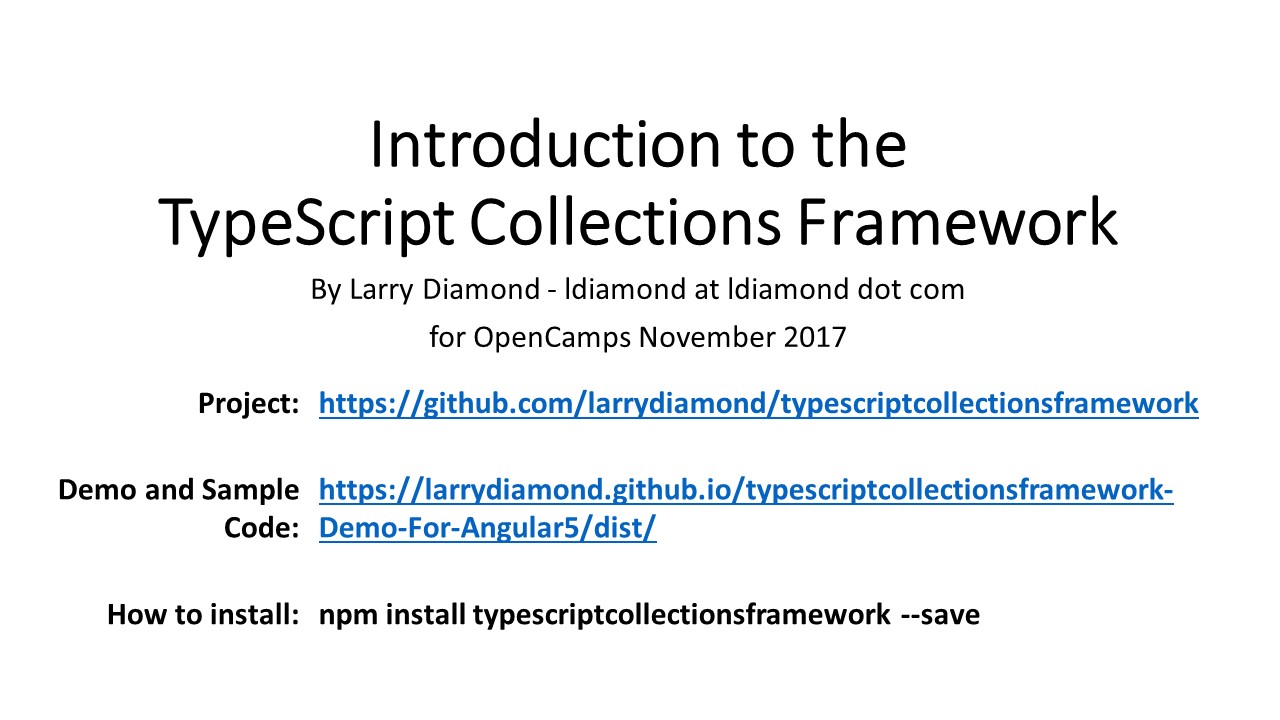 Introduction to the
TypeScript Collections Framework
By Larry Diamond - ldiamond at ldiamond dot com
for OpenCamps November 2017
Project: https://github.com/larrydiamond/typescriptcollectionsframework
Demo and Sample https://larrydiamond.github.io/typescriptcollectionsframework-
Code: Demo-For-Angular5/dist/
How to install: npm install typescriptcollectionsframework --save